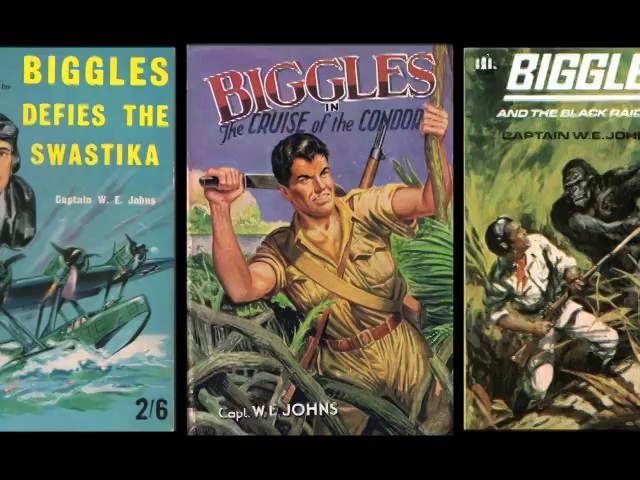 BIGGLES
DEFIES THE
SWASTIKA
Captain W. E. Johns
2/6
BIGGLES
IN
The CRUISE of the CONDOR
Capt. W. E. JOHNS
BIGGLE
AND THE BLACK RAID
CAPTAIN W.E. JOHN